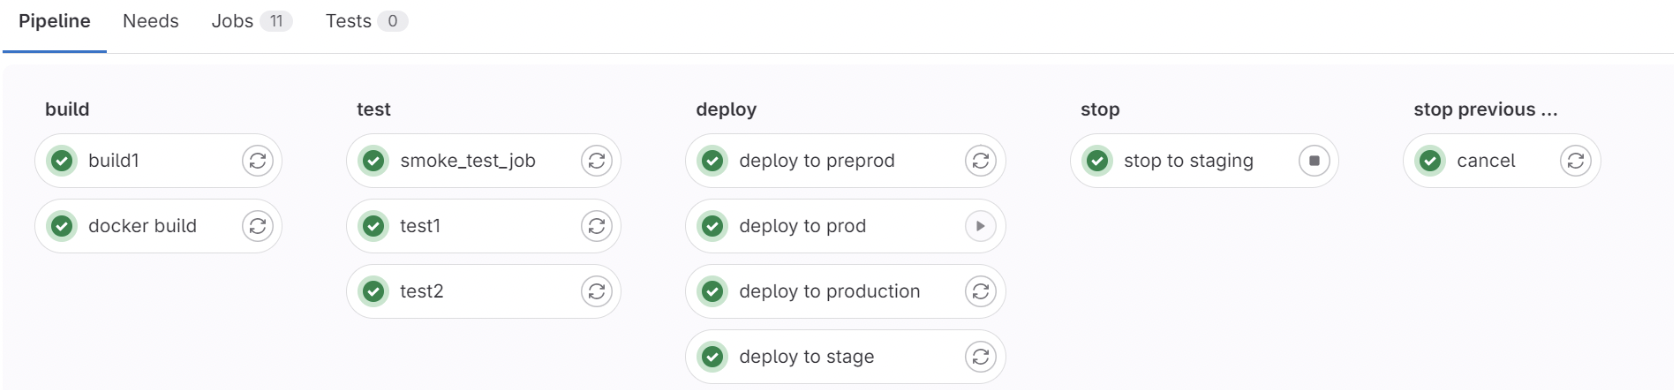 Pipeline Needs Jobs 11 Tests 0
build
build1
docker build
test
smoke_test_job
test1
test2
deploy
deploy to preprod
deploy to prod
deploy to production
deploy to stage
stop
stop to staging
stop previous ...
cancel